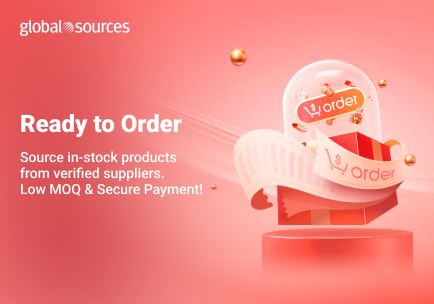 global sources
Ready to Order
Source in-stock products
from verified suppliers.
Low MOQ & Secure Payment!
$ order
$ order